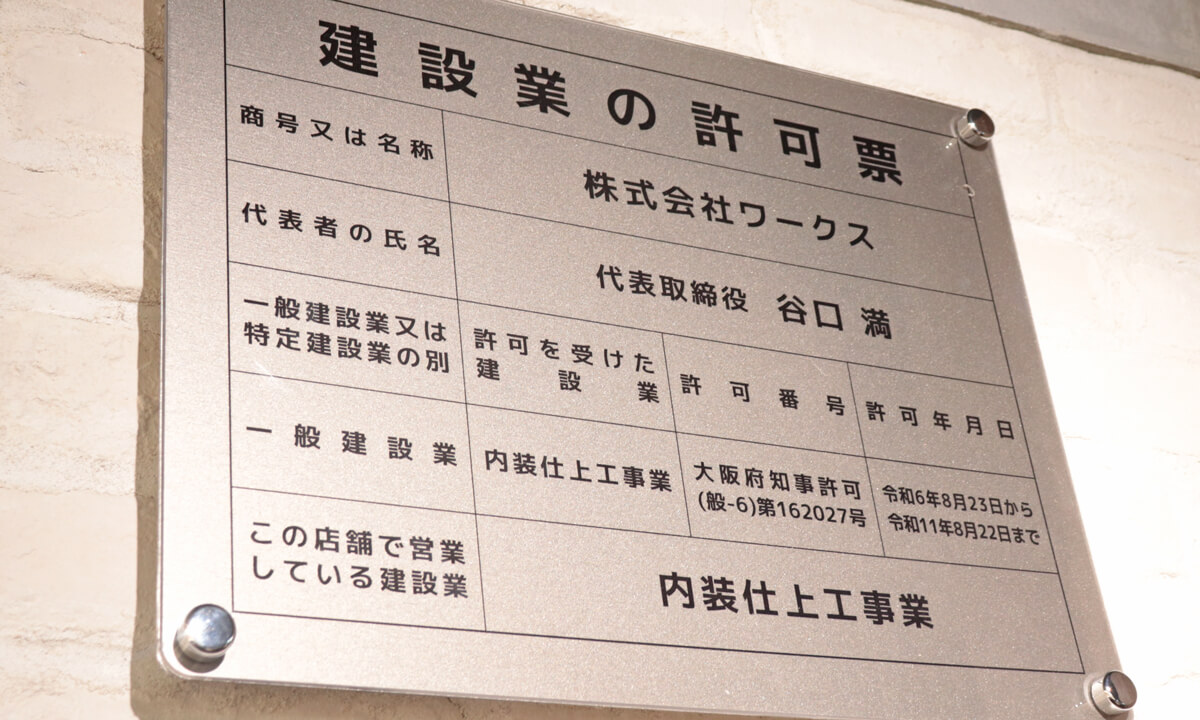 建設業の許可票
商号又は名称
株式会社ワークス
代表者の氏名
代表取締役 谷口 満
一般建設業又は
特定建設業の別
許可を受けた
建設業
許可番号
許可年月日
一般建設業
内装仕上工事業
大阪府知事許可
(般-6)第162027号
令和6年8月23日から
令和11年8月22日まで
この店舗で営業
している建設業
内装仕上工事業